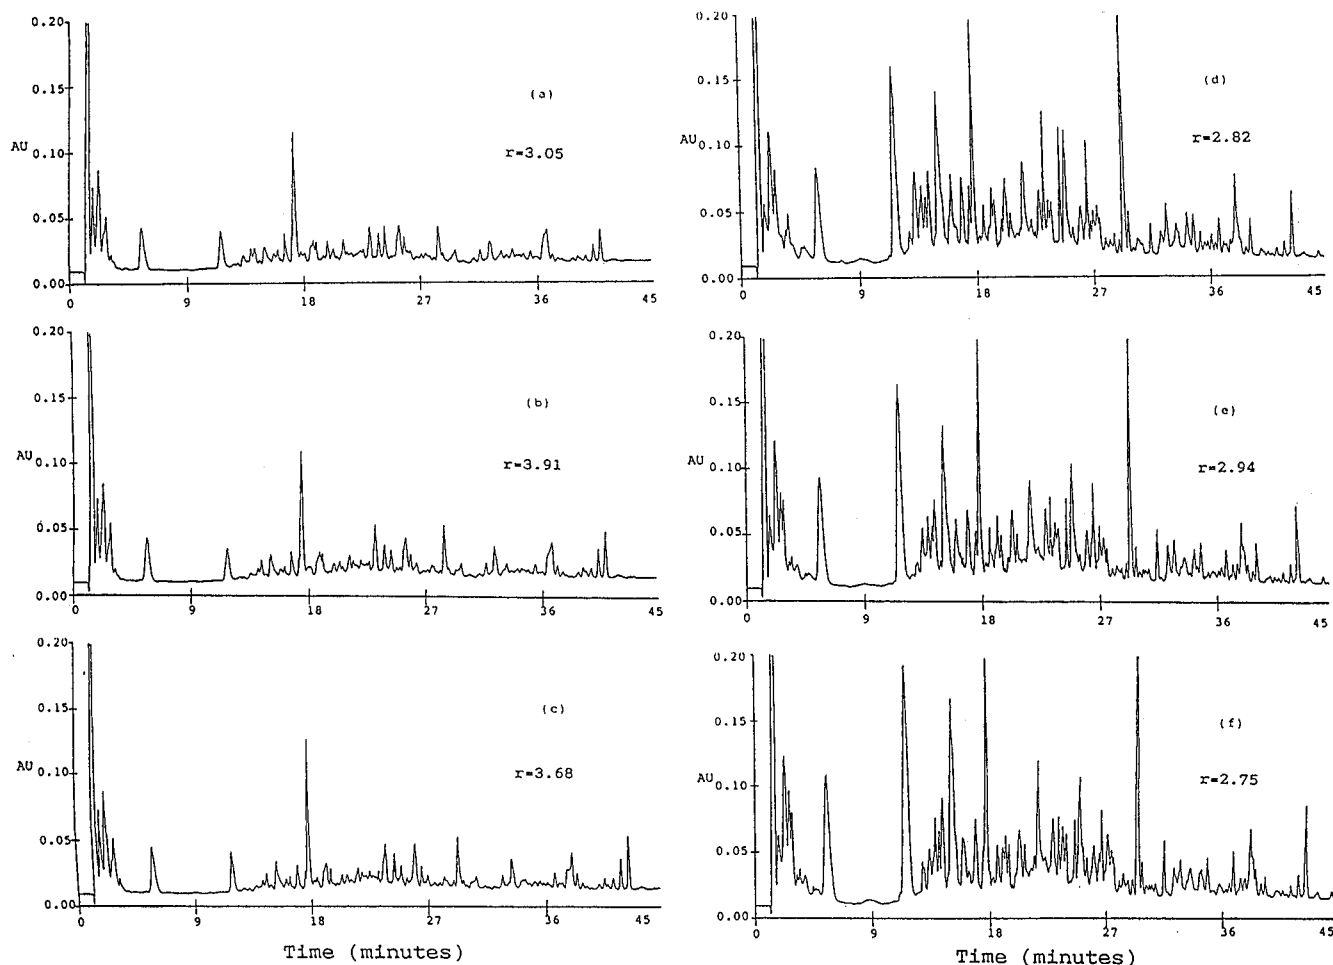 0.20
0.15
AU 0.10
0.05
0.00
0 9 18 27 36 45
(a)
r=3.05
0.20
0.15
AU 0.10
0.05
0.00
0 9 18 27 36 45
(b)
r=3.91
0.20
0.15
AU 0.10
0.05
0.00
0 9 18 27 36 45
(c)
r=3.68
Time (minutes)
0.20
0.15
AU 0.10
0.05
0.00
0 9 18 27 36 45
(d)
r=2.82
0.20
0.15
AU 0.10
0.05
0.00
0 9 18 27 36 45
(e)
r=2.94
0.20
0.15
AU 0.10
0.05
0.00
0 9 18 27 36 45
(f)
r=2.75
Time (minutes)